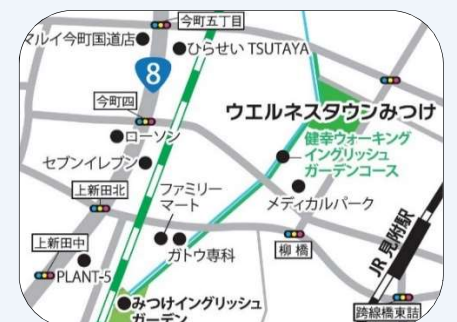 今町五丁目
マルイ今町国道店
ひらせい TSUTAYA
8
今町四
ウエルネスタウンみつけ
ローソン
健幸ウォーキング
イングリッシュ
ガーデンコース
セブンイレブン
上新田北
ファミリー
マート
メディカルパーク
上新田中
ガトウ専科
柳橋
JR 見附駅
PLANT-5
みつけイングリッシュ
ガーデン
跨線橋東詰